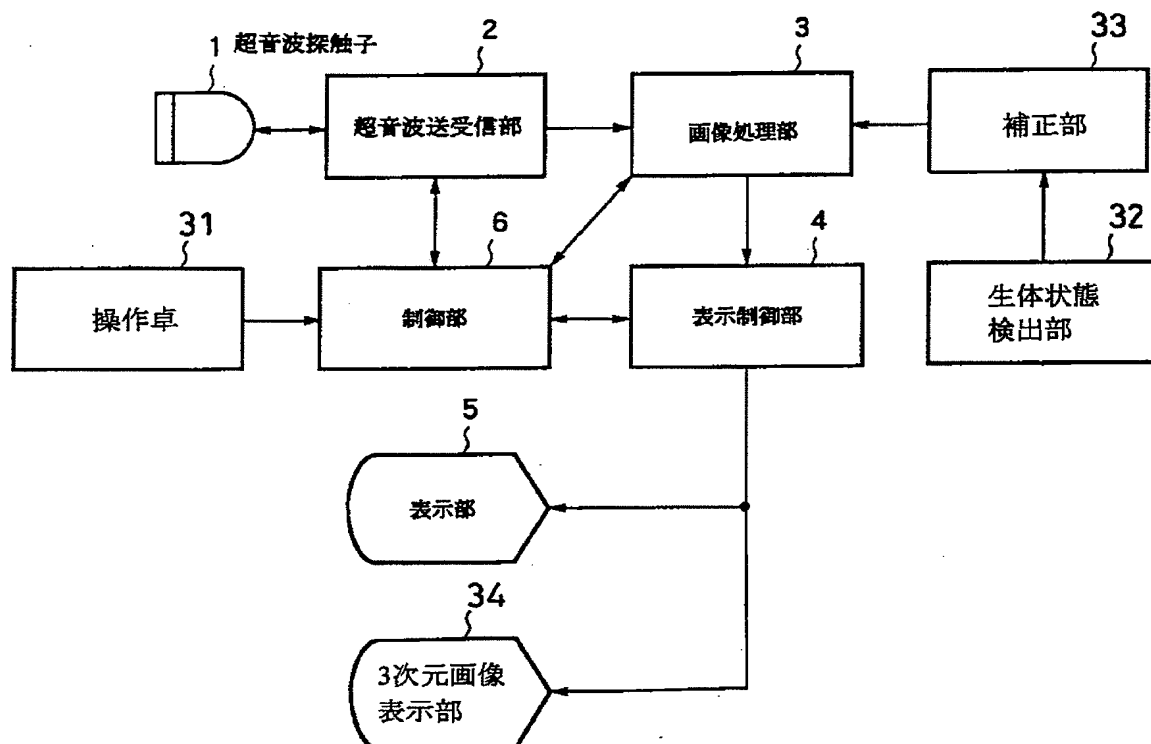 1 超音波探触子
2
3
33
超音波送受信部
画像処理部
補正部
31
6
4
32
操作卓
制御部
表示制御部
生体状態
検出部
5
表示部
34
3次元画像
表示部